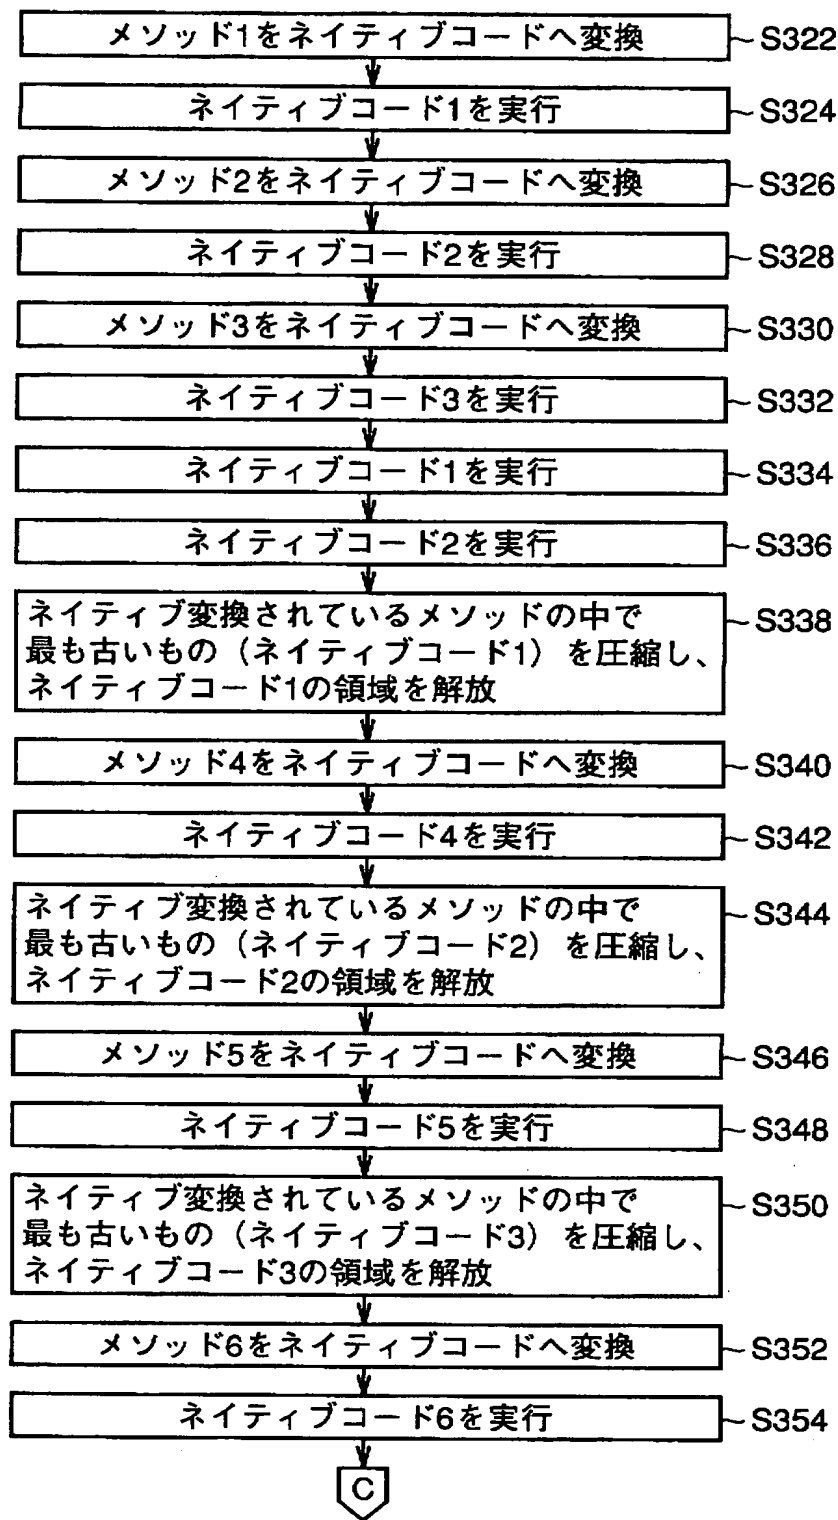 メソッド1をネイティブコードへ変換 S322
ネイティブコード1を実行 S324
メソッド2をネイティブコードへ変換 S326
ネイティブコード2を実行 S328
メソッド3をネイティブコードへ変換 S330
ネイティブコード3を実行 S332
ネイティブコード1を実行 S334
ネイティブコード2を実行 S336
ネイティブ変換されているメソッドの中で S338
最も古いもの（ネイティブコード1）を圧縮し、
ネイティブコード1の領域を解放
メソッド4をネイティブコードへ変換 S340
ネイティブコード4を実行 S342
ネイティブ変換されているメソッドの中で S344
最も古いもの（ネイティブコード2）を圧縮し、
ネイティブコード2の領域を解放
メソッド5をネイティブコードへ変換 S346
ネイティブコード5を実行 S348
ネイティブ変換されているメソッドの中で S350
最も古いもの（ネイティブコード3）を圧縮し、
ネイティブコード3の領域を解放
メソッド6をネイティブコードへ変換 S352
ネイティブコード6を実行 S354
C